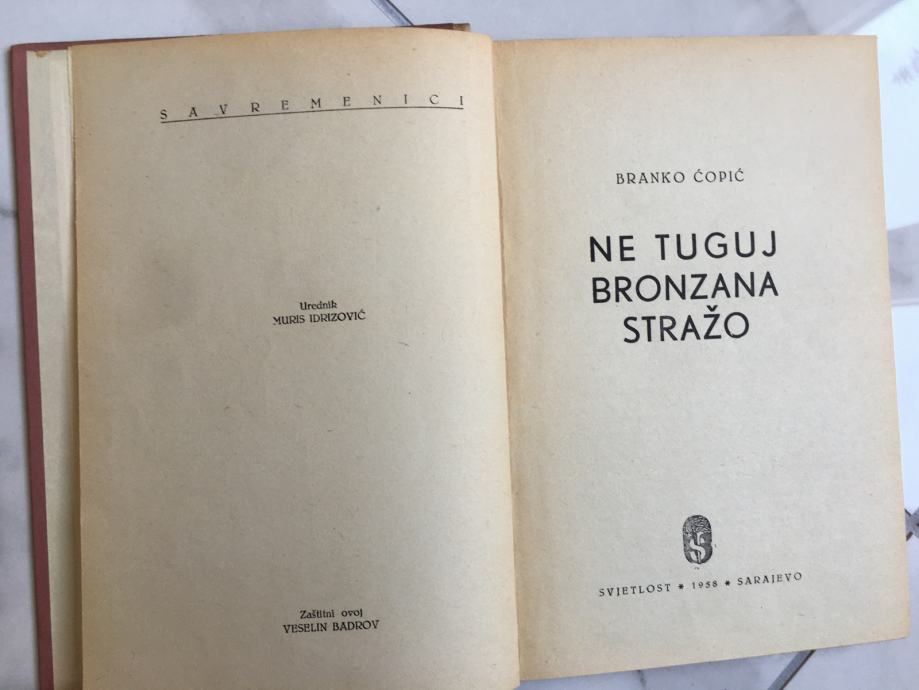 SAVREMENICI
Urednik
MURIS IDRIZOVIĆ
Zaštitni ovoj
VESELIN BADROV
BRANKO ĆOPIĆ
NE TUGUJ
BRONZANA
STRAŽO
S
SVJETLOST * 1958 * SARAJEVO